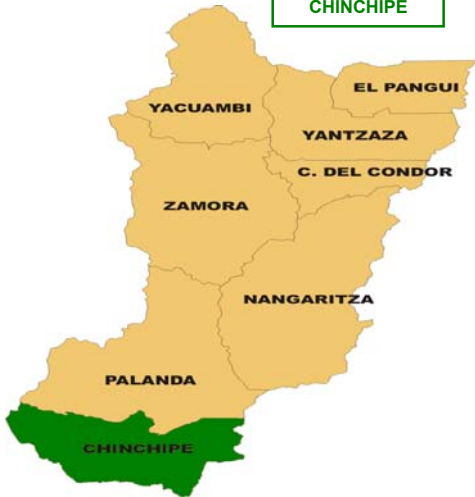 CHINCHIPE
EL PANGUI
YACUAMBI
YANTZAZA
C. DEL CONDOR
ZAMORA
NANGARITZA
PALANDA
CHINCHIPE